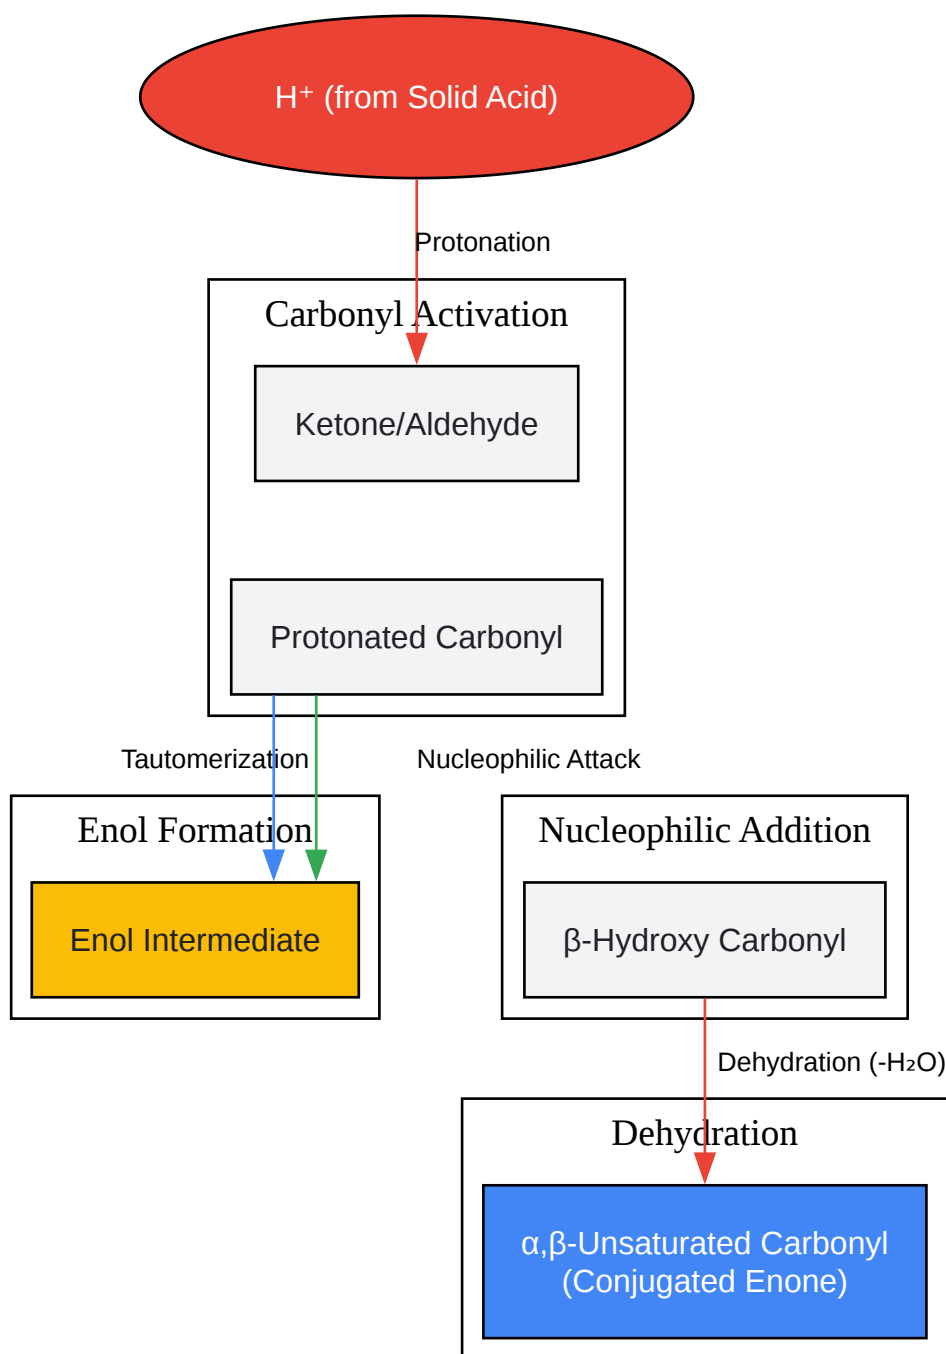 H⁺ (from Solid Acid)
Protonation
Carbonyl Activation
Ketone/Aldehyde
Protonated Carbonyl
Tautomerization
Nucleophilic Attack
Enol Formation
Nucleophilic Addition
Enol Intermediate
β-Hydroxy Carbonyl
Dehydration (-H₂O)
Dehydration
α,β-Unsaturated Carbonyl
(Conjugated Enone)